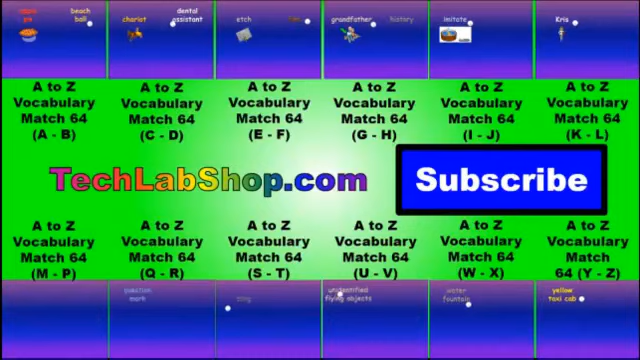 apple pie
beach ball
chariot
dental assistant
etch
grandfather
history
imitate
Kris
A to Z Vocabulary Match 64 (A - B)
A to Z Vocabulary Match 64 (C - D)
A to Z Vocabulary Match 64 (E - F)
A to Z Vocabulary Match 64 (G - H)
A to Z Vocabulary Match 64 (I - J)
A to Z Vocabulary Match 64 (K - L)
TechLabShop.com
Subscribe
A to Z Vocabulary Match 64 (M - P)
A to Z Vocabulary Match 64 (Q - R)
A to Z Vocabulary Match 64 (S - T)
A to Z Vocabulary Match 64 (U - V)
A to Z Vocabulary Match 64 (W - X)
A to Z Vocabulary Match 64 (Y - Z)
question mark
unidentified flying objects
water fountain
yellow taxi cab